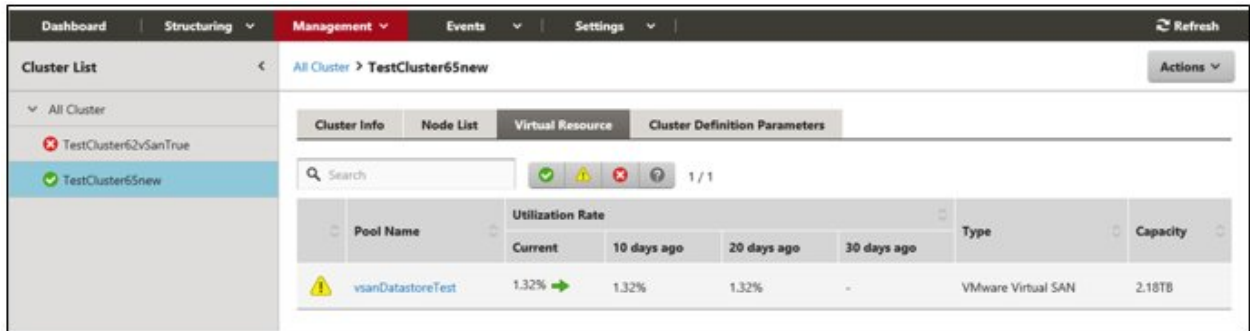 Dashboard Structuring Management Events Settings Refresh
Cluster List
All Cluster > TestCluster65new
Actions
All Cluster
TestCluster62vSanTrue
TestCluster65new
Cluster Info Node List Virtual Resource Cluster Definition Parameters
Search
1 / 1
Pool Name Utilization Rate Type Capacity
Current 10 days ago 20 days ago 30 days ago
vsanDatastoreTest 1.32% 1.32% 1.32% - VMware Virtual SAN 2.18TB